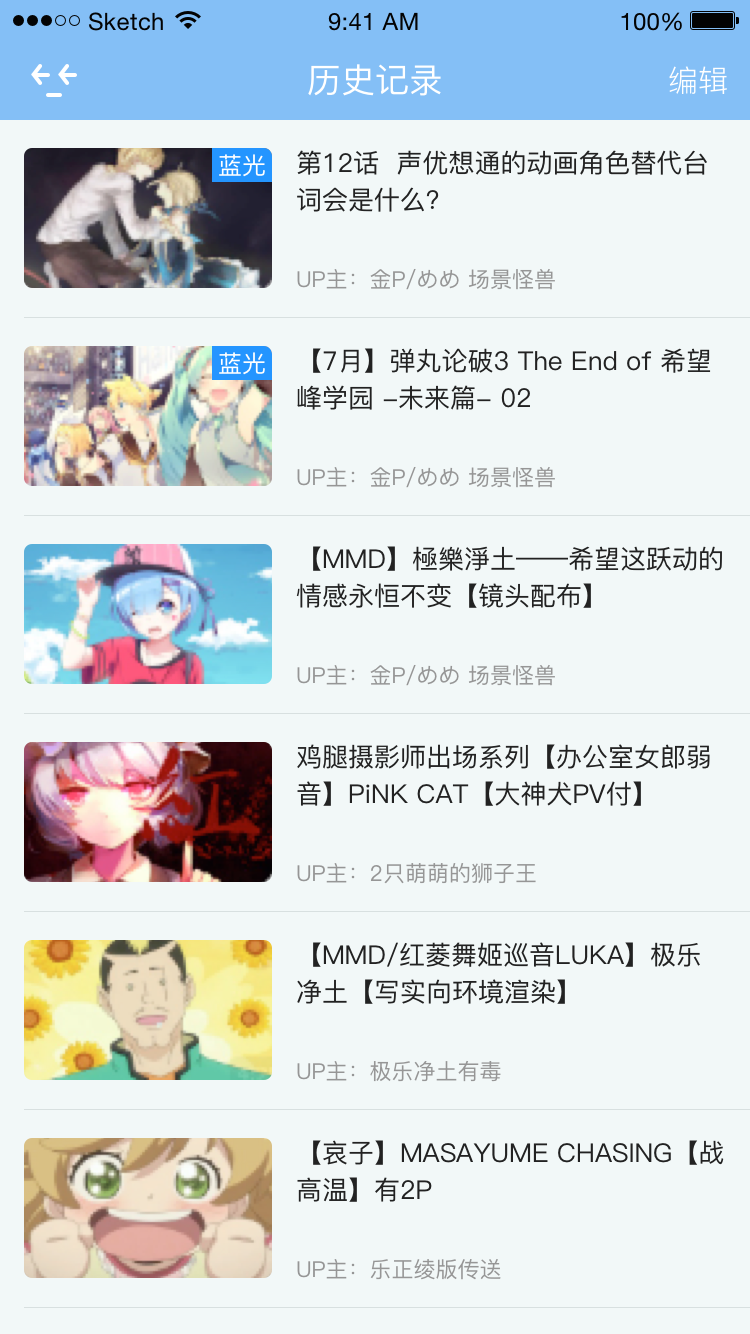 Sketch 9:41 AM 100%
历史记录 编辑
蓝光
第12话 声优想通的动画角色替代台
词会是什么?
UP主：金P/めめ 场景怪兽
蓝光
【7月】弹丸论破3 The End of 希望
峰学园 -未来篇- 02
UP主：金P/めめ 场景怪兽
【MMD】極樂淨土——希望这跃动的
情感永恒不变【镜头配布】
UP主：金P/めめ 场景怪兽
红
鸡腿摄影师出场系列【办公室女郎弱
音】PiNK CAT【大神犬PV付】
UP主：2只萌萌的狮子王
【MMD/红菱舞姬巡音LUKA】极乐
净土【写实向环境渲染】
UP主：极乐净土有毒
【哀子】MASAYUME CHASING【战
高温】有2P
UP主：乐正绫版传送